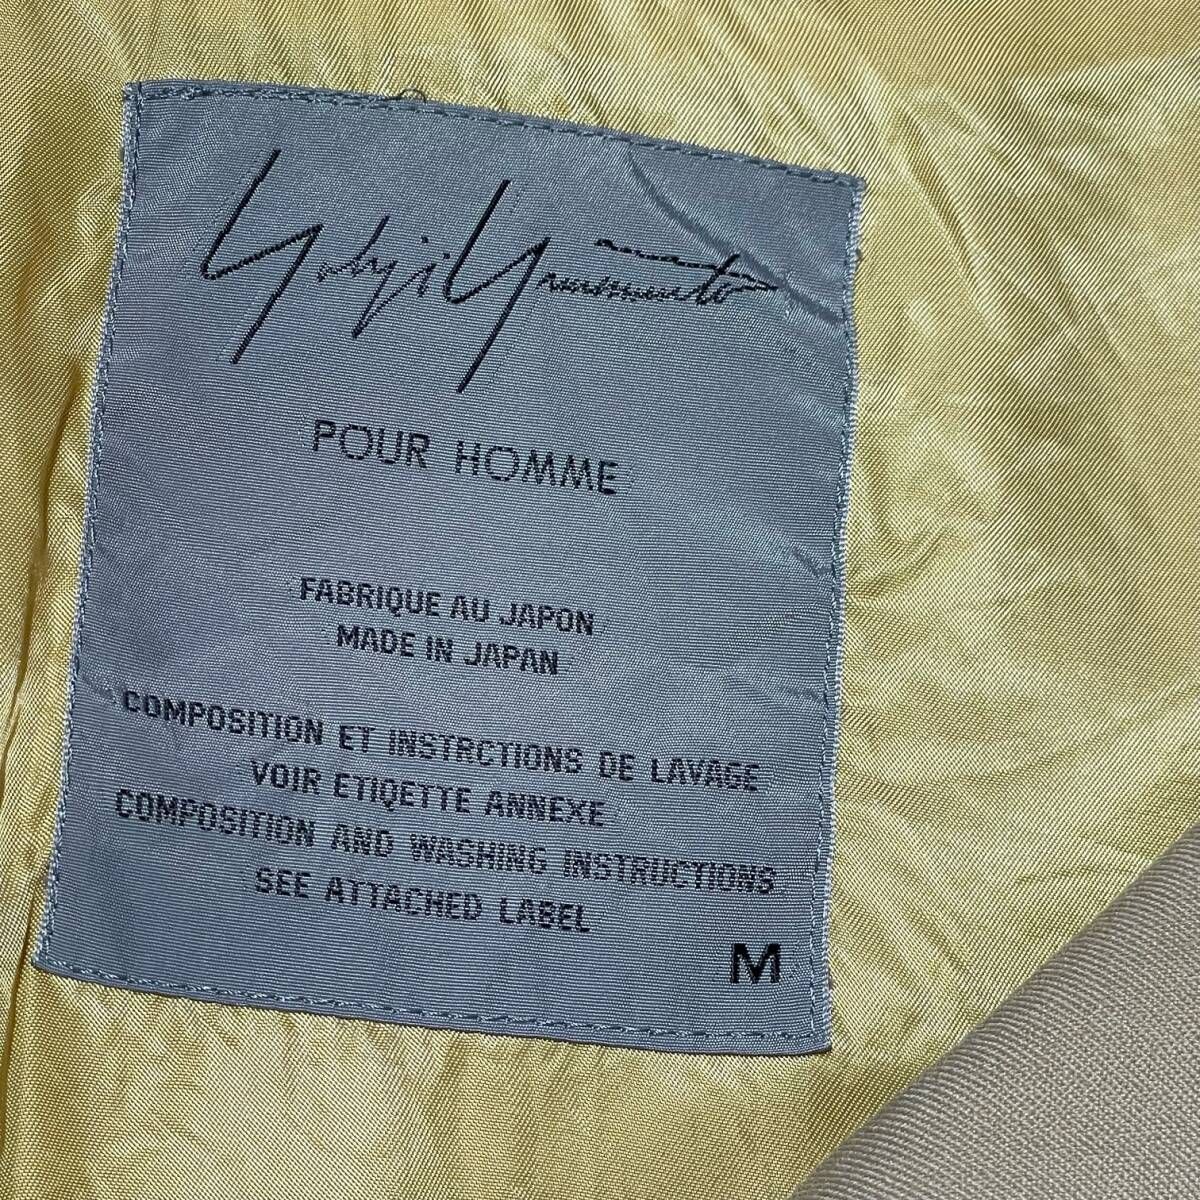 Yohji Yamamoto
POUR HOMME
FABRIQUE AU JAPON
MADE IN JAPAN
COMPOSITION ET INSTRCTIONS DE LAVAGE
VOIR ETIQETTE ANNEXE
COMPOSITION AND WASHING INSTRUCTIONS
SEE ATTACHED LABEL
M